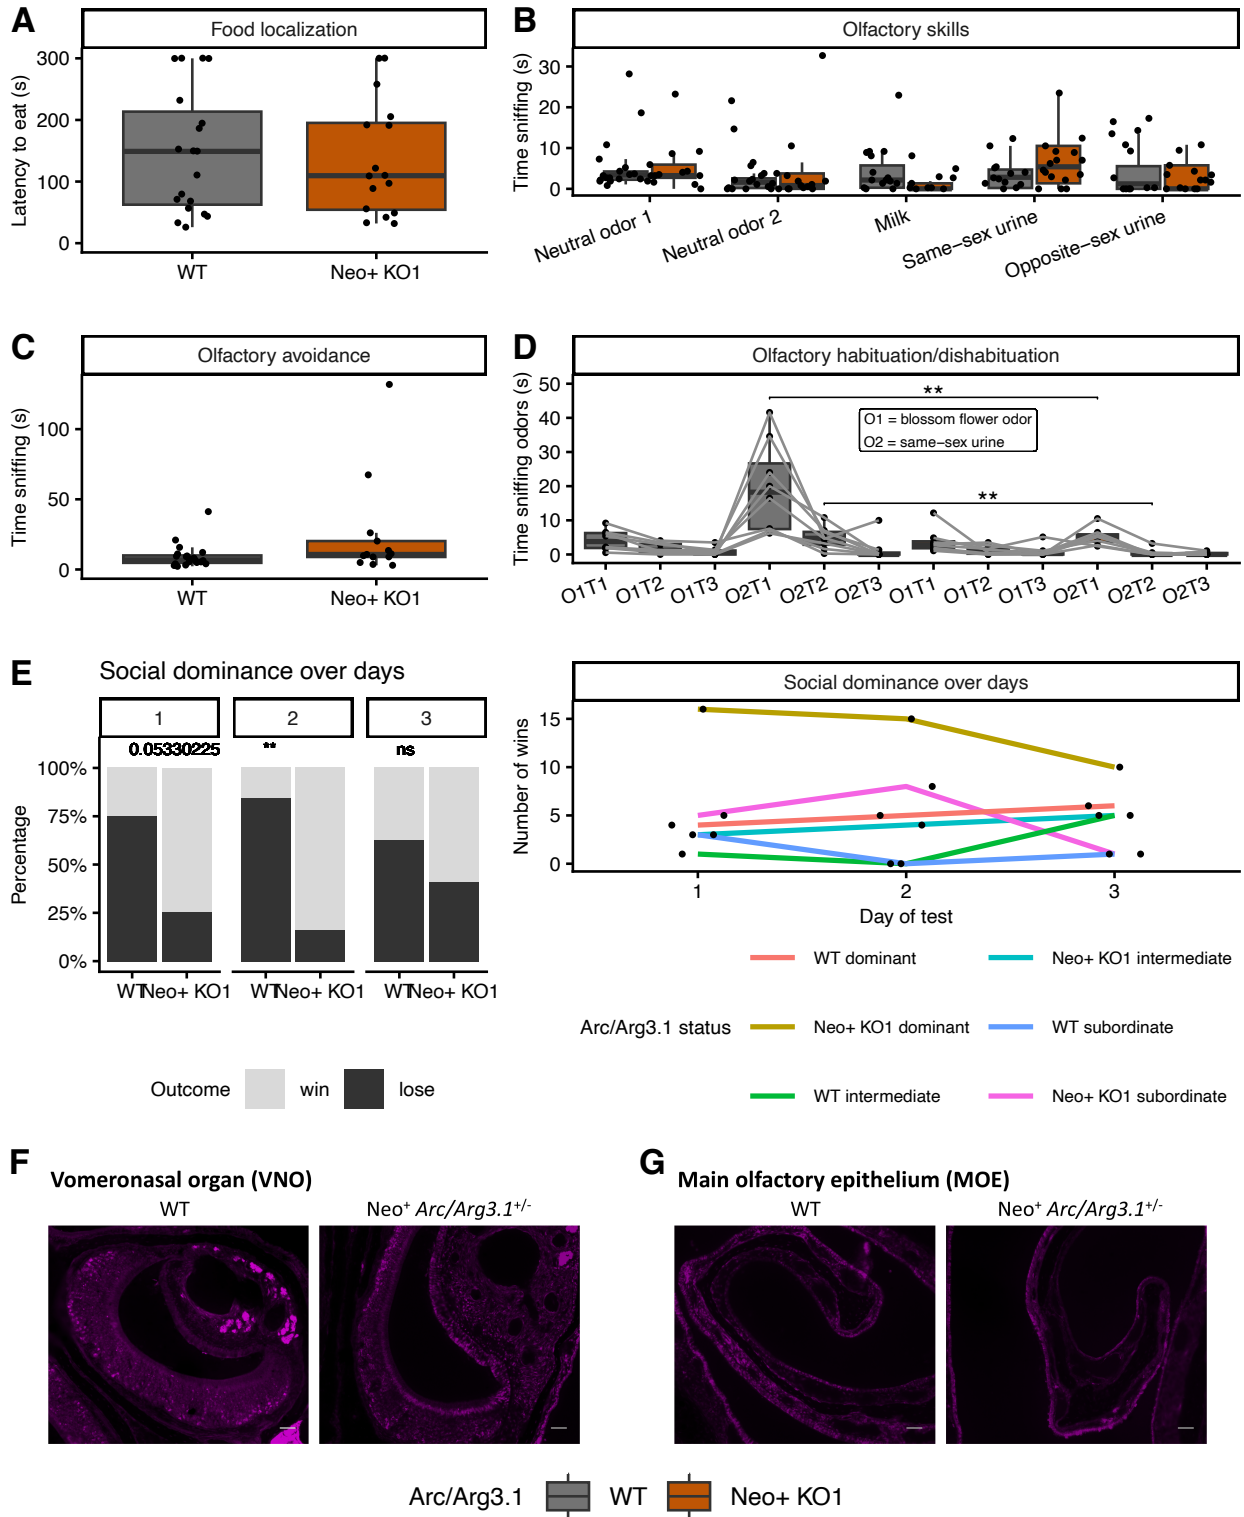 A
Food localization
Latency to eat (s)
300
200
100
0
WT
Neo+ KO1
B
Olfactory skills
Time sniffing (s)
30
20
10
0
Neutral odor 1
Neutral odor 2
Milk
Same−sex urine
Opposite−sex urine
C
Olfactory avoidance
Time sniffing (s)
100
50
0
WT
Neo+ KO1
D
Olfactory habituation/dishabituation
Time sniffing odors (s)
50
40
30
20
10
0
**
O1 = blossom flower odor
O2 = same−sex urine
**
O1T1
O1T2
O1T3
O2T1
O2T2
O2T3
O1T1
O1T2
O1T3
O2T1
O2T2
O2T3
E
Social dominance over days
1
2
3
0.05330225
**
ns
Percentage
100%
75%
50%
25%
0%
WT
Neo+ KO1
WT
Neo+ KO1
WT
Neo+ KO1
Outcome
win
lose
Social dominance over days
Number of wins
15
10
5
0
1
2
3
Day of test
Arc/Arg3.1 status
WT dominant
Neo+ KO1 dominant
WT intermediate
Neo+ KO1 intermediate
WT subordinate
Neo+ KO1 subordinate
F
Vomeronasal organ (VNO)
WT
Neo⁺ Arc/Arg3.1⁺/⁻
G
Main olfactory epithelium (MOE)
WT
Neo⁺ Arc/Arg3.1⁺/⁻
Arc/Arg3.1
WT
Neo+ KO1